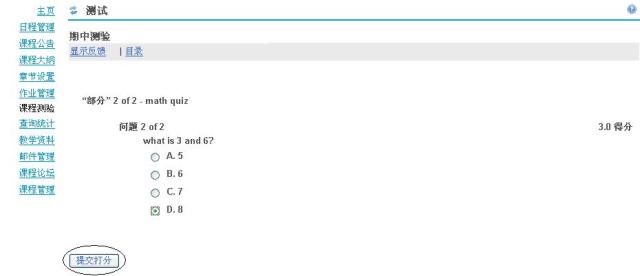 主页
日程管理
课程公告
课程大纲
章节设置
作业管理
课程测验
查询统计
教学资料
邮件管理
课程论坛
课程管理
测试
期中测验
显示反馈 | 目录
“部分” 2 of 2 - math quiz
问题 2 of 2 3.0 得分
what is 3 and 6?
A. 5
B. 6
C. 7
D. 8
提交打分